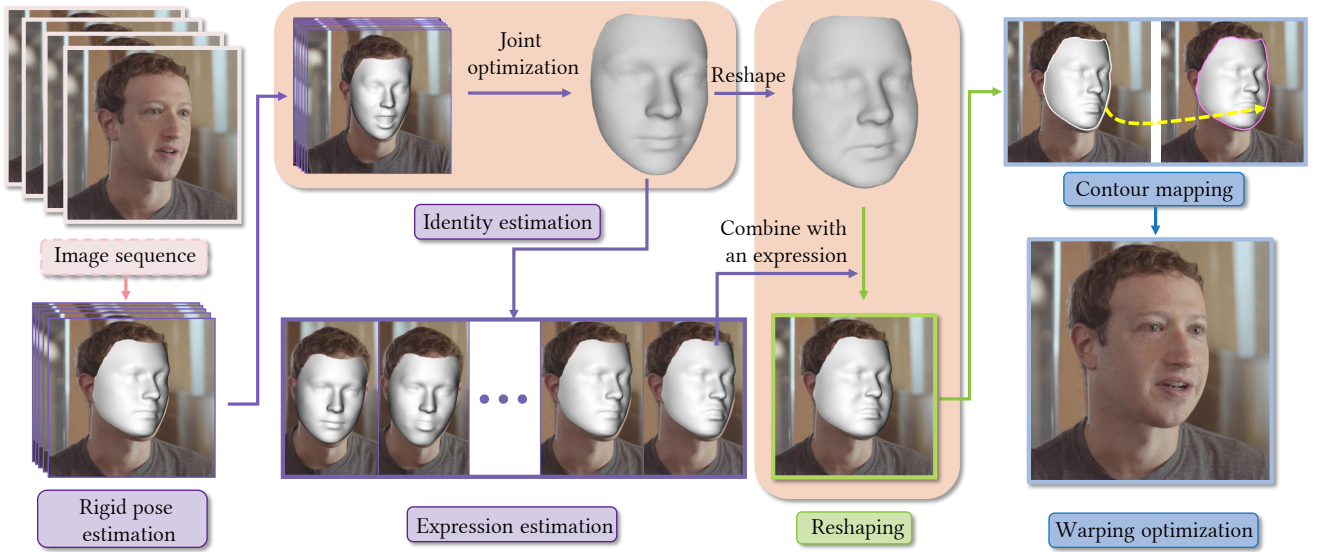 Image sequence
Rigid pose
estimation
Joint
optimization
Identity estimation
Reshape
Combine with
an expression
Expression estimation
Reshaping
Contour mapping
Warping optimization